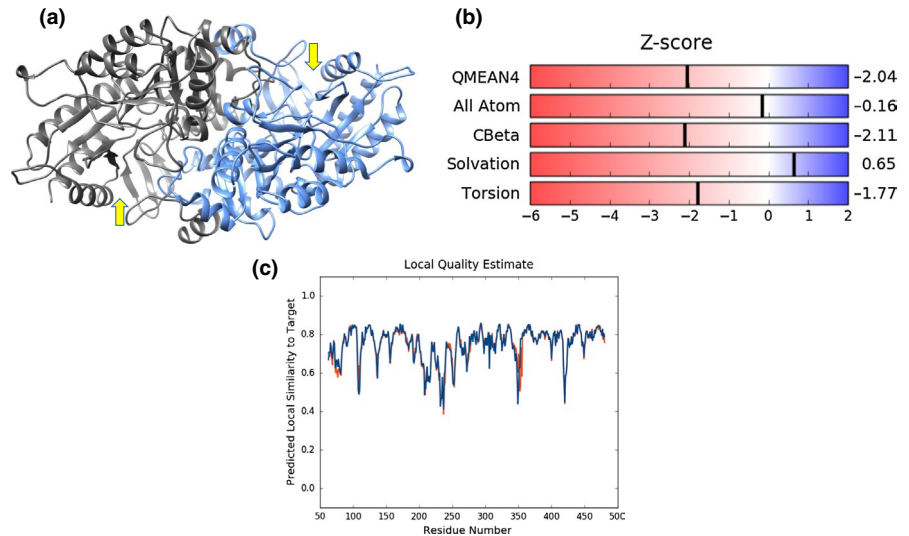 (a)
(b)
Z-score
QMEAN4 −2.04
All Atom −0.16
CBeta −2.11
Solvation 0.65
Torsion −1.77
−6 −5 −4 −3 −2 −1 0 1 2
(c)
Local Quality Estimate
Predicted Local Similarity to Target
1.0
0.8
0.6
0.4
0.2
0.0
50 100 150 200 250 300 350 400 450 500
Residue Number